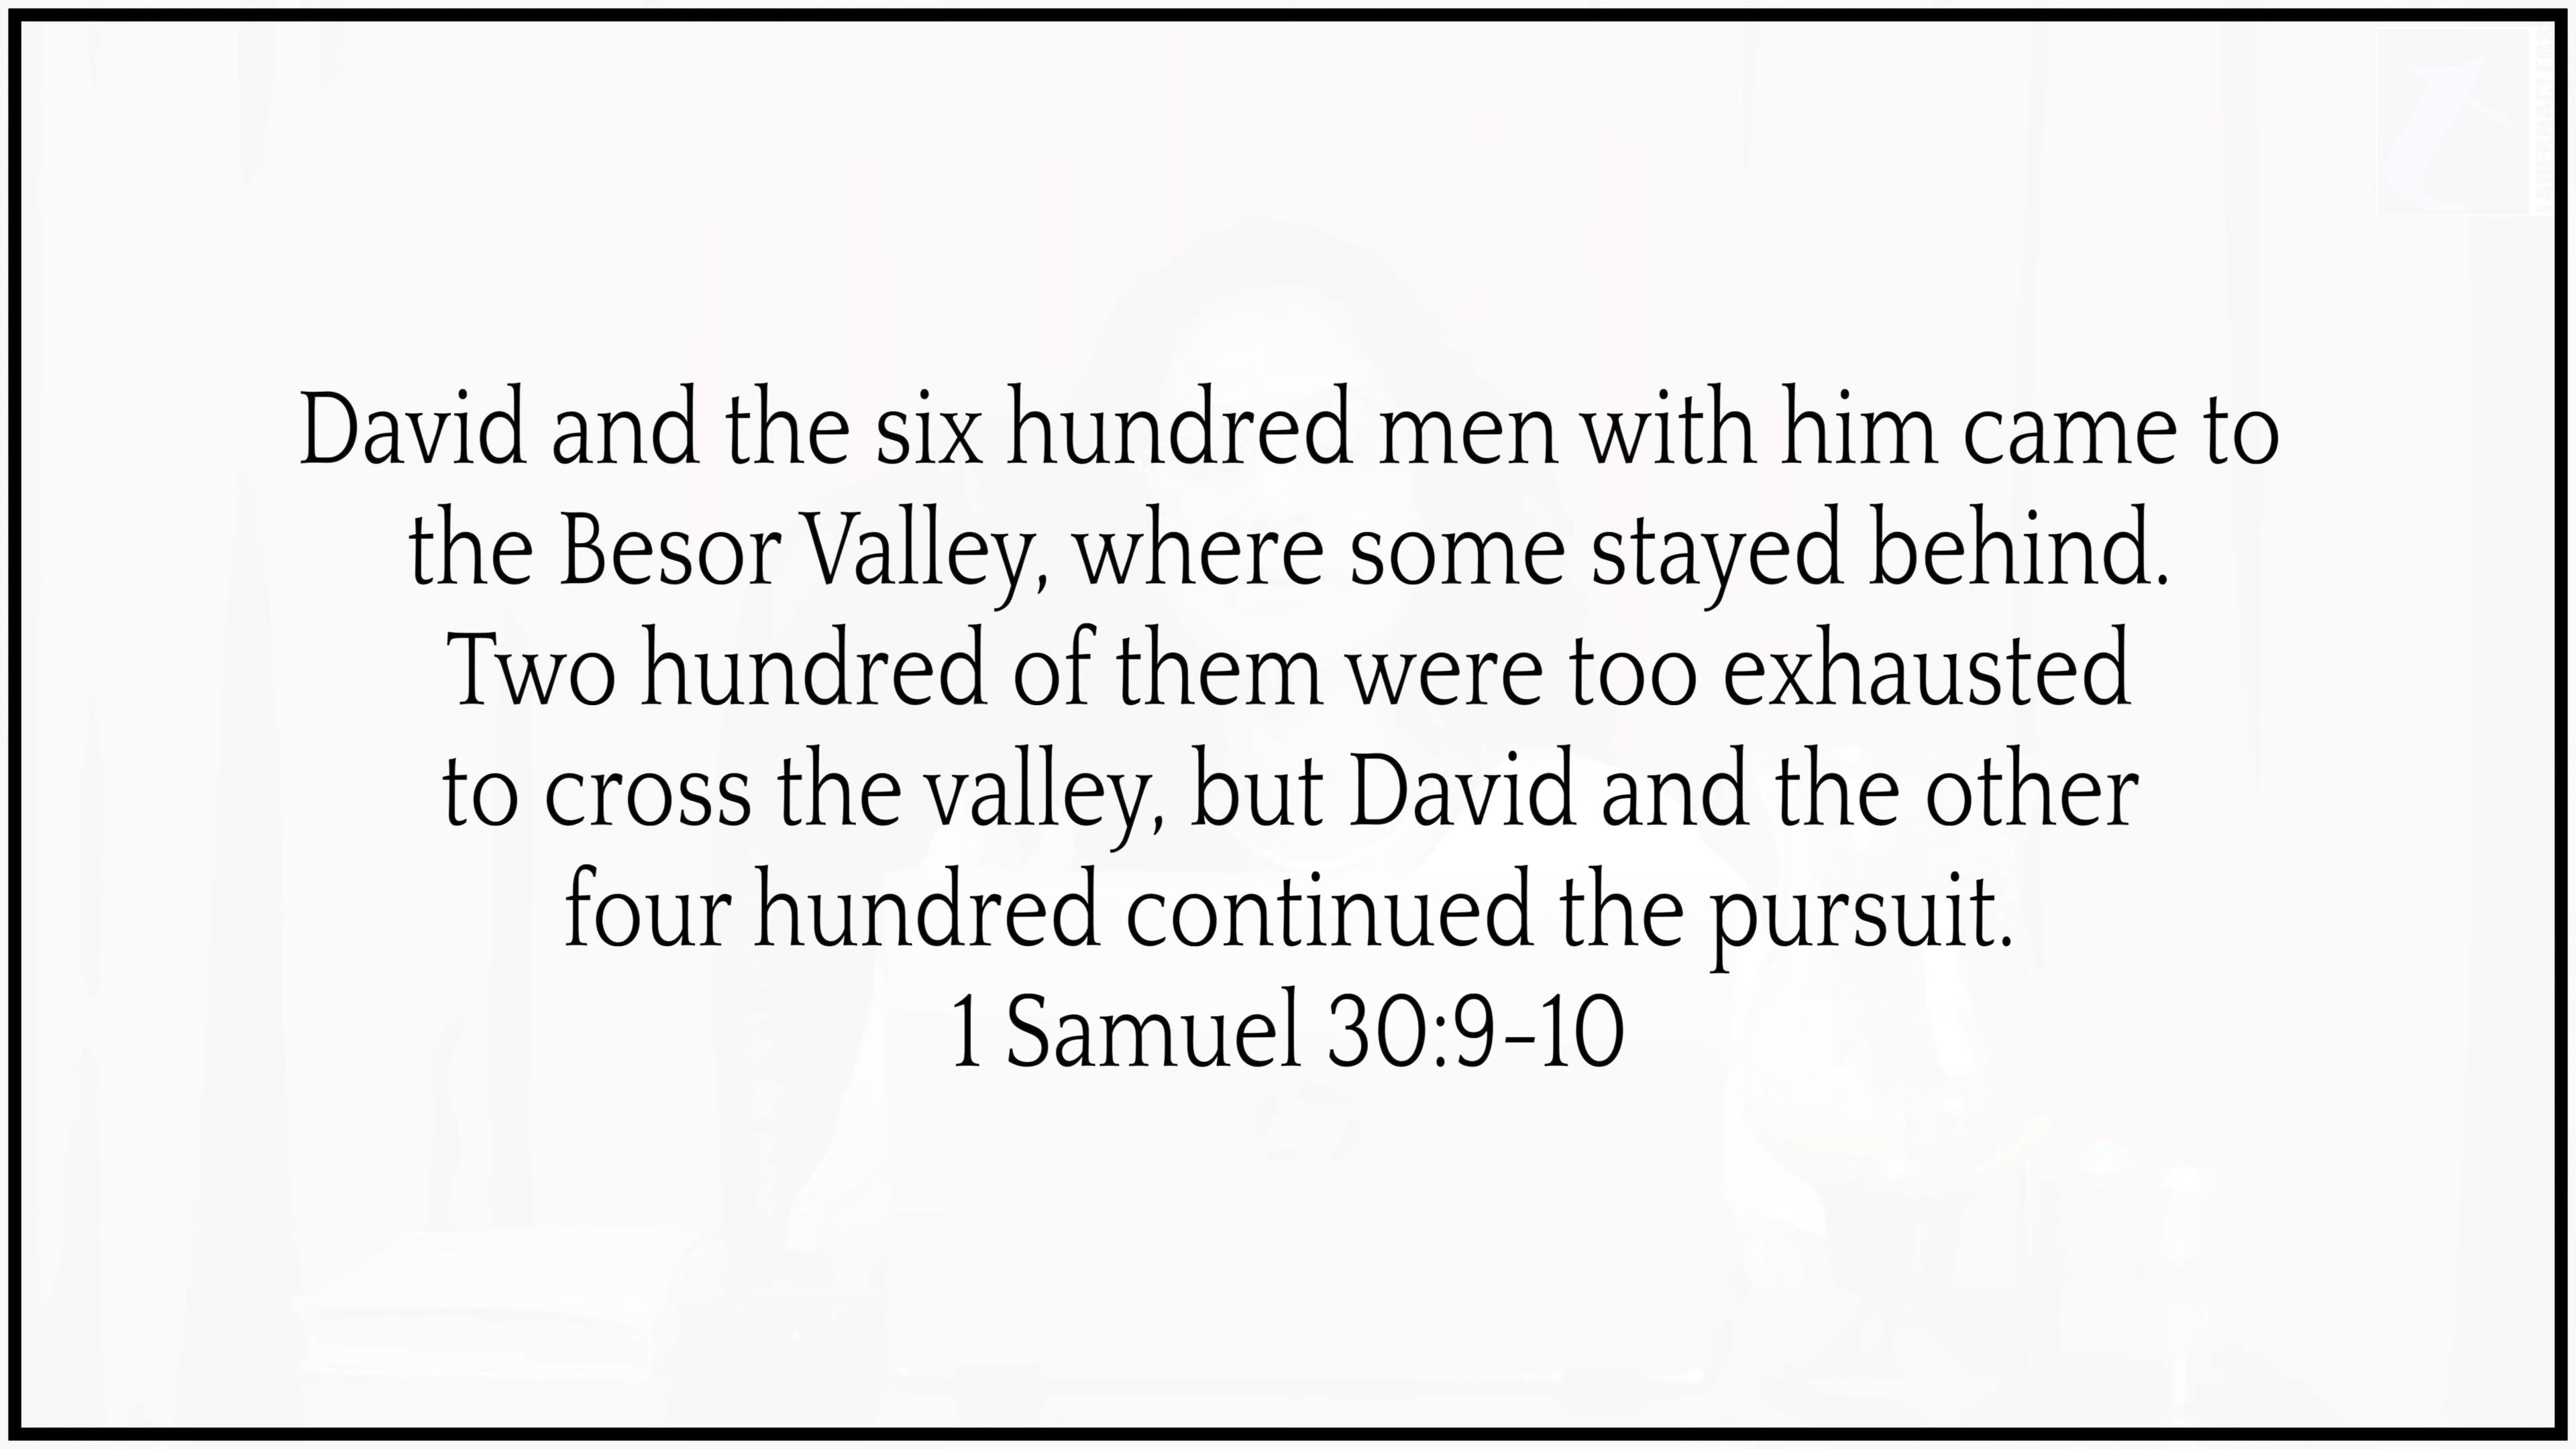 David and the six hundred men with him came to
the Besor Valley, where some stayed behind.
Two hundred of them were too exhausted
to cross the valley, but David and the other
four hundred continued the pursuit.
1 Samuel 30:9–10